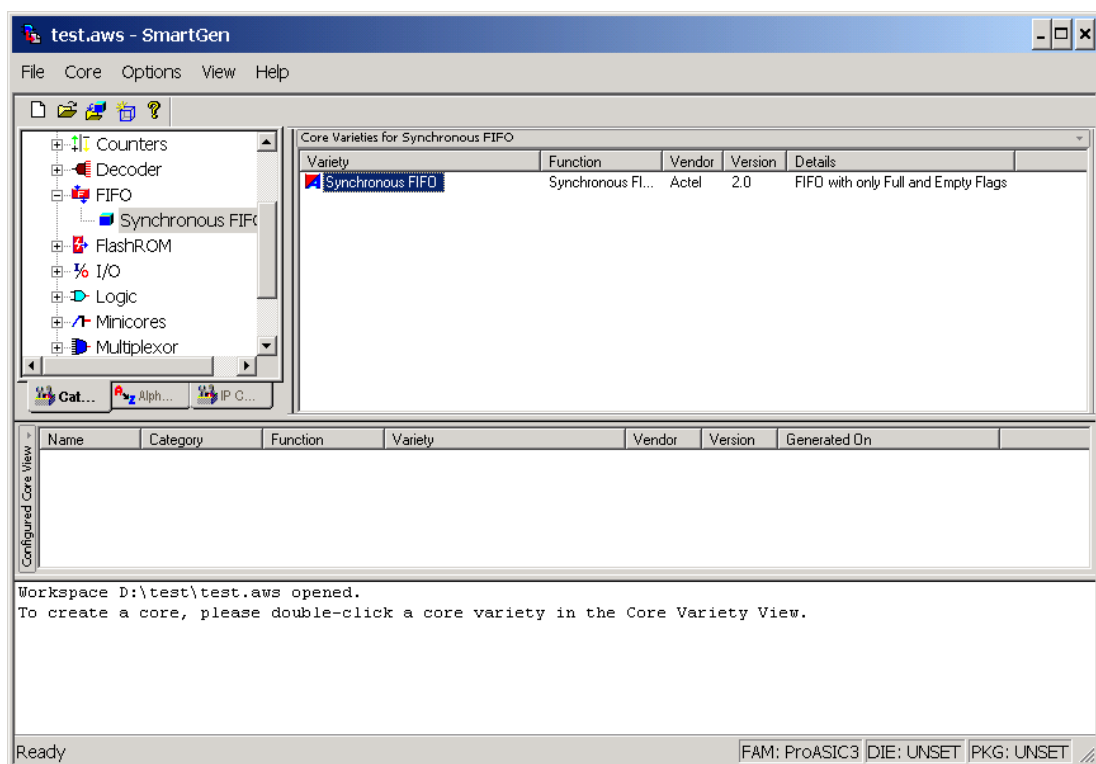 test.aws - SmartGen
File Core Options View Help
Core Varieties for Synchronous FIFO
Variety Function Vendor Version Details
Synchronous FIFO Synchronous FI... Actel 2.0 FIFO with only Full and Empty Flags
Counters
Decoder
FIFO
Synchronous FIF
FlashROM
I/O
Logic
Minicores
Multiplexor
Cat... Alph... IP C...
Configured Core View
Name Category Function Variety Vendor Version Generated On
Workspace D:\test\test.aws opened.
To create a core, please double-click a core variety in the Core Variety View.
Ready FAM: ProASIC3 DIE: UNSET PKG: UNSET